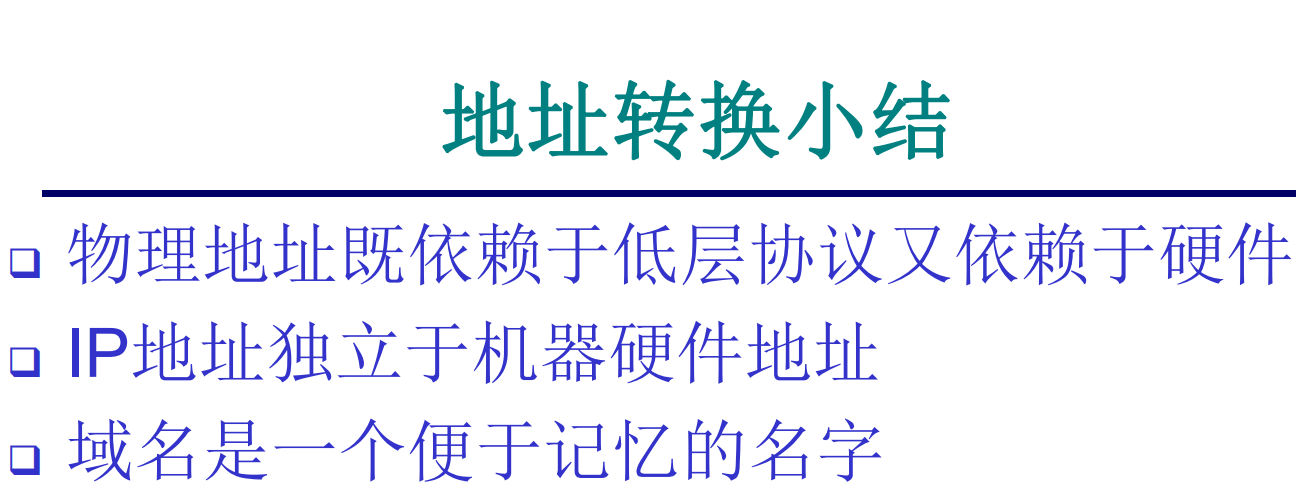 地址转换小结
物理地址既依赖于低层协议又依赖于硬件
IP地址独立于机器硬件地址
域名是一个便于记忆的名字